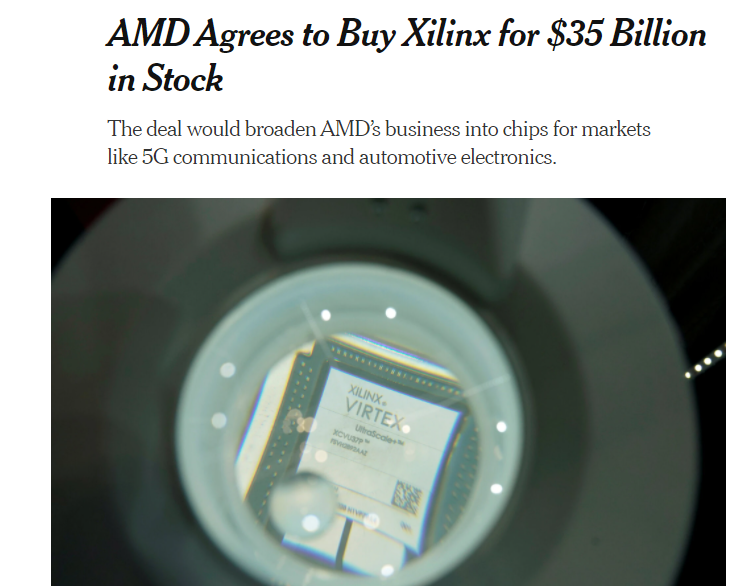 AMD Agrees to Buy Xilinx for $35 Billion
in Stock
The deal would broaden AMD's business into chips for markets
like 5G communications and automotive electronics.
XILINX
VIRTEX
UltraScale+™